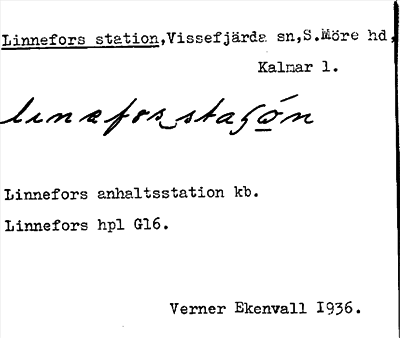 Linnefors station,Vissefjärda sn,S.Möre hd,
Kalmar l.
Linnefors anhaltsstation kb.
Linnefors hpl G16.
Verner Ekenvall 1936.